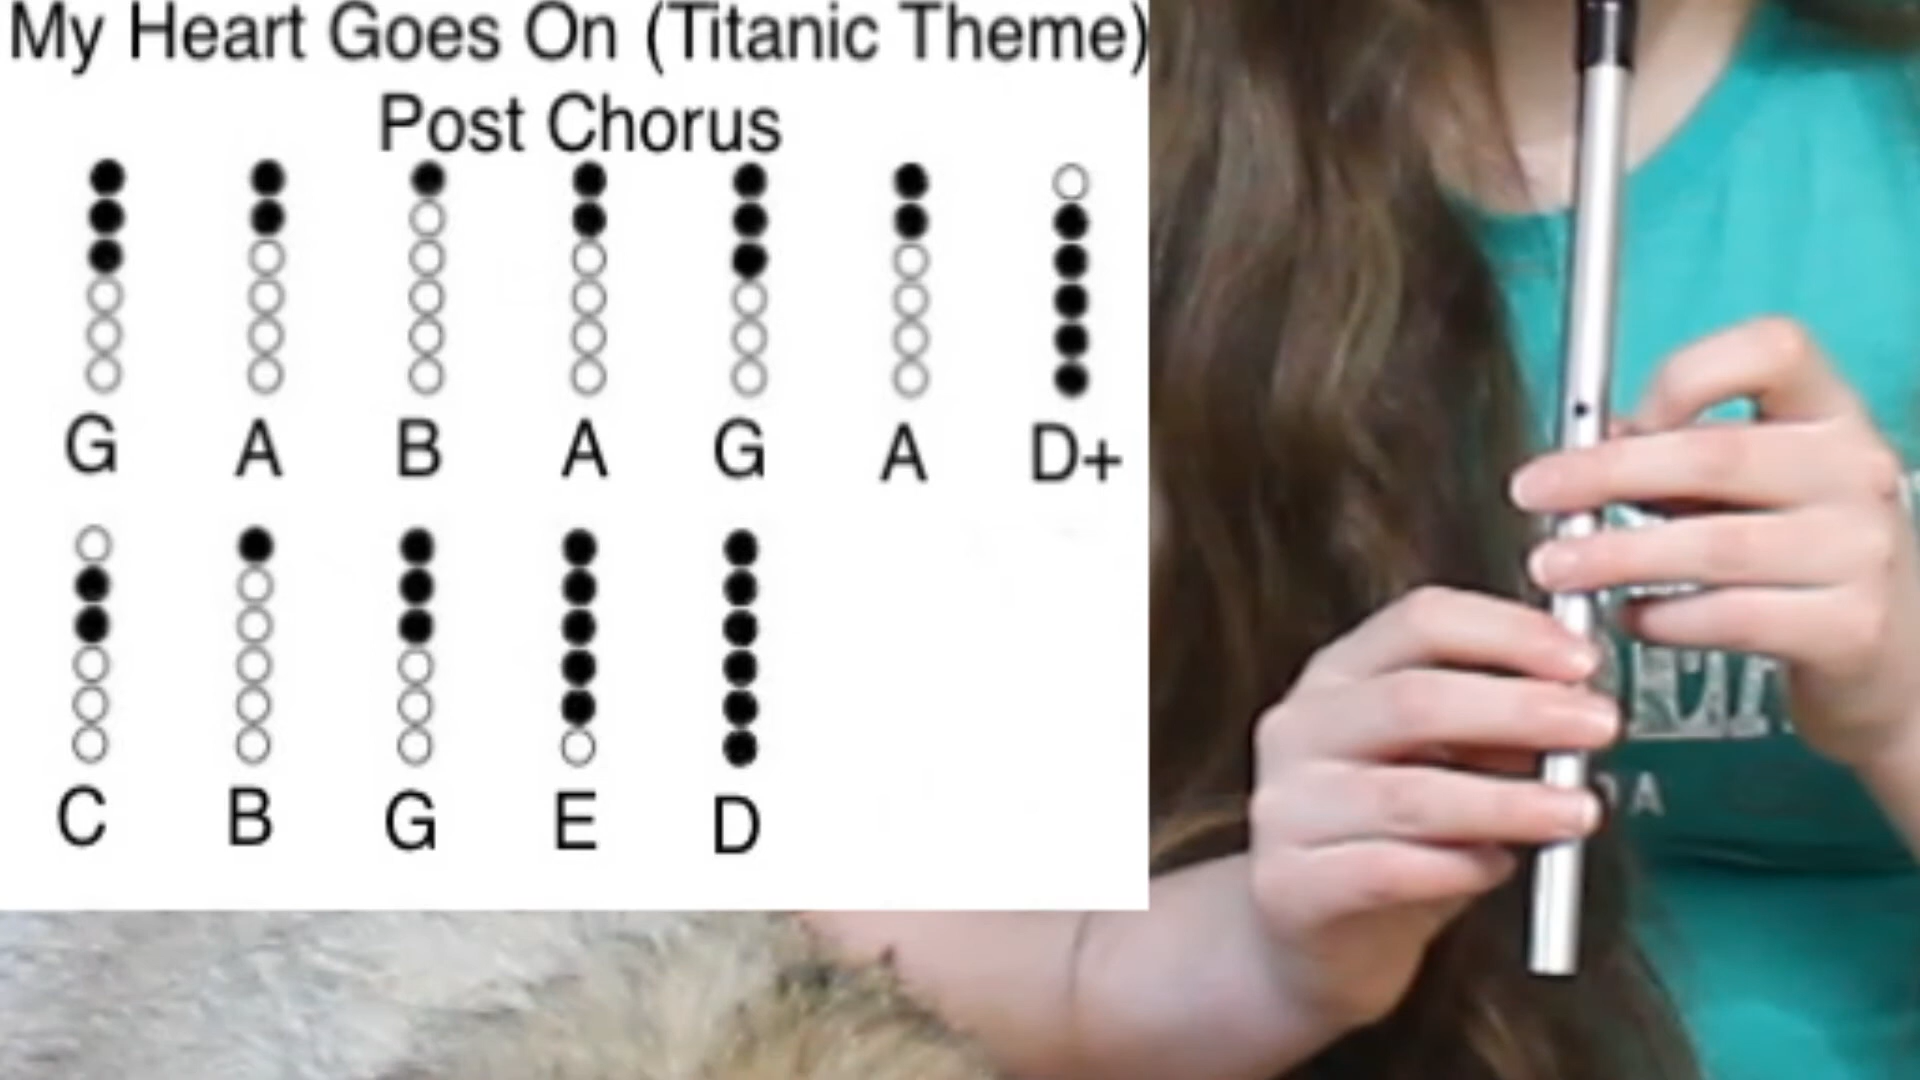 My Heart Goes On (Titanic Theme)
Post Chorus
G A B A G A D+
C B G E D